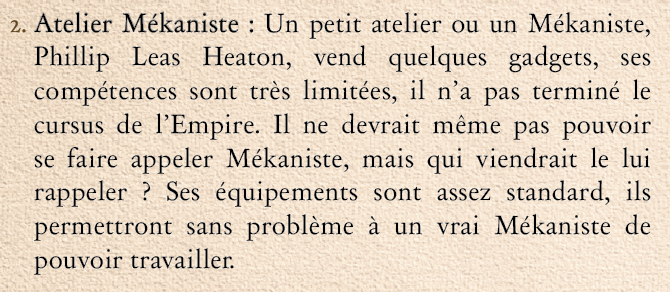 2. Atelier Mékaniste : Un petit atelier ou un Mékaniste,
Phillip Leas Heaton, vend quelques gadgets, ses
compétences sont très limitées, il n'a pas terminé le
cursus de l'Empire. Il ne devrait même pas pouvoir
se faire appeler Mékaniste, mais qui viendrait le lui
rappeler ? Ses équipements sont assez standard, ils
permettront sans problème à un vrai Mékaniste de
pouvoir travailler.